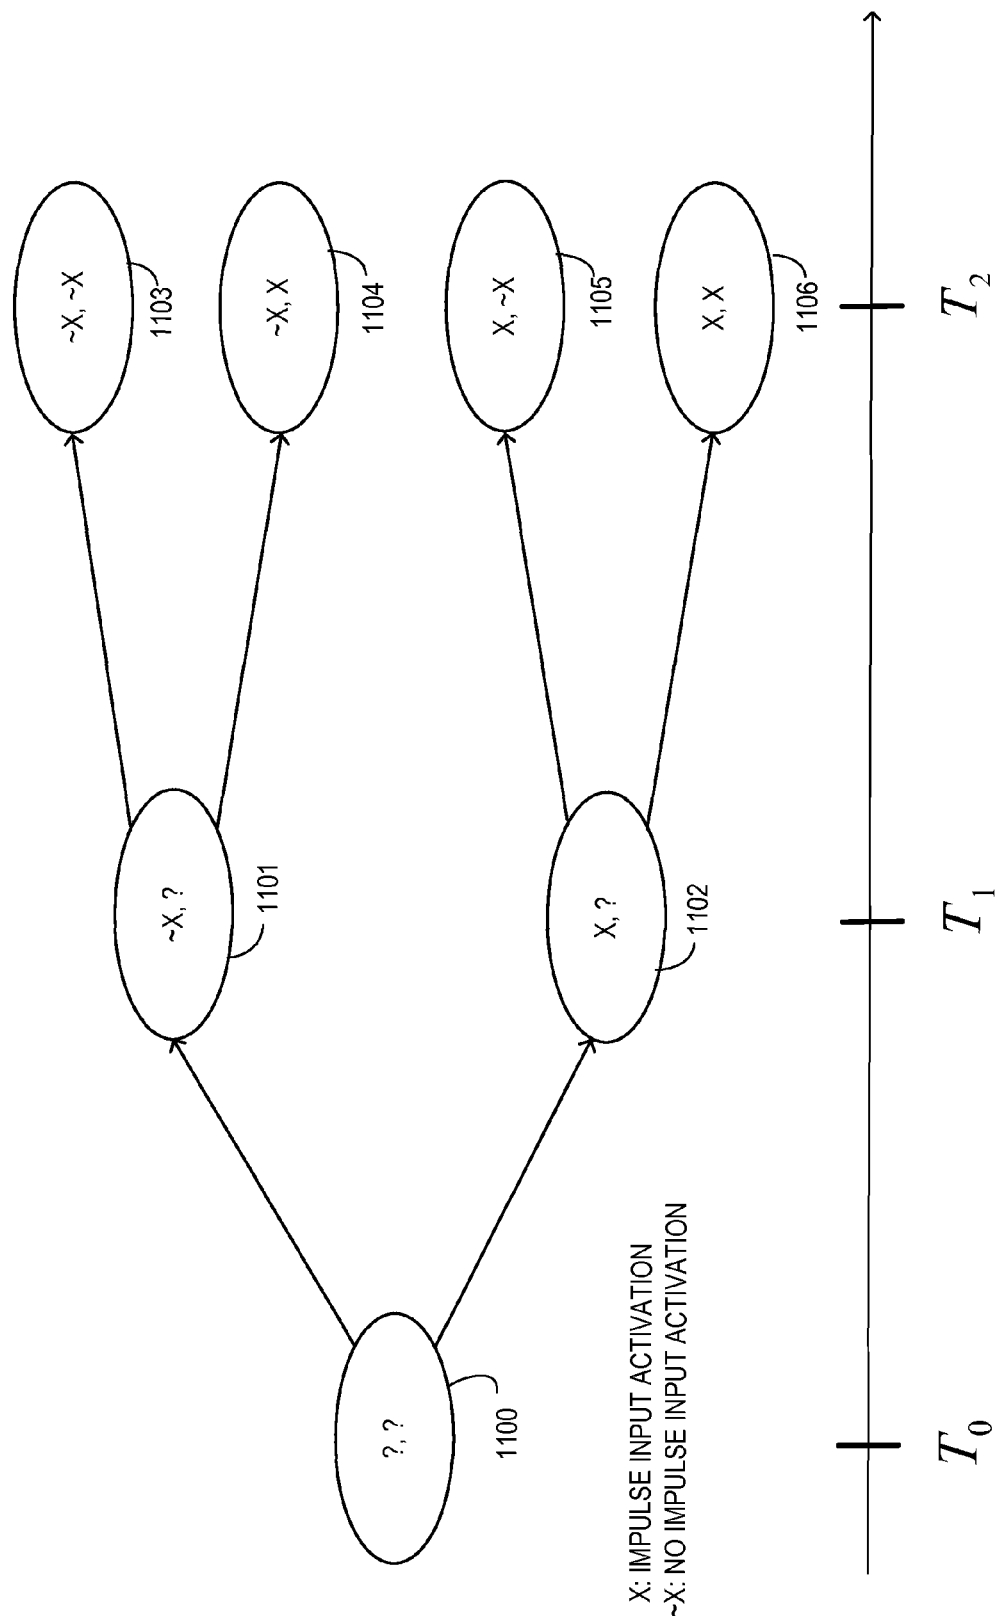 ~X, ~X
1103
~X, X
1104
X, ~X
1105
X, X
1106
~X, ?
1101
X, ?
1102
?, ?
1100
X: IMPULSE INPUT ACTIVATION
~X: NO IMPULSE INPUT ACTIVATION
T0
T1
T2